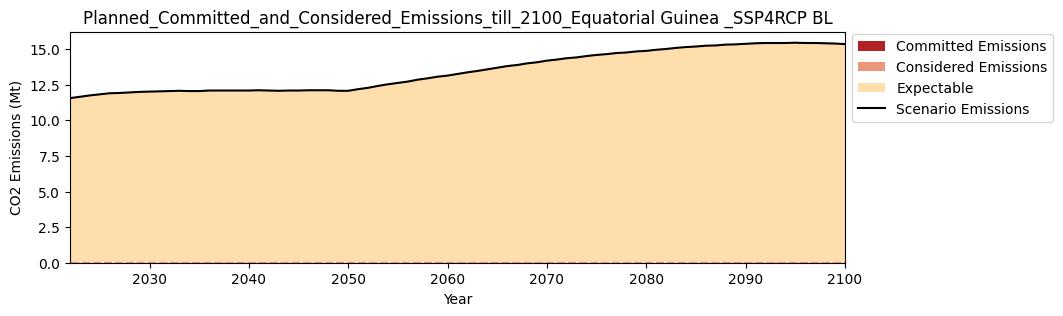 Planned_Committed_and_Considered_Emissions_till_2100_Equatorial Guinea _SSP4RCP BL
15.0
12.5
10.0
7.5
5.0
2.5
0.0
CO2 Emissions (Mt)
2030 2040 2050 2060 2070 2080 2090 2100
Year
Committed Emissions
Considered Emissions
Expectable
Scenario Emissions